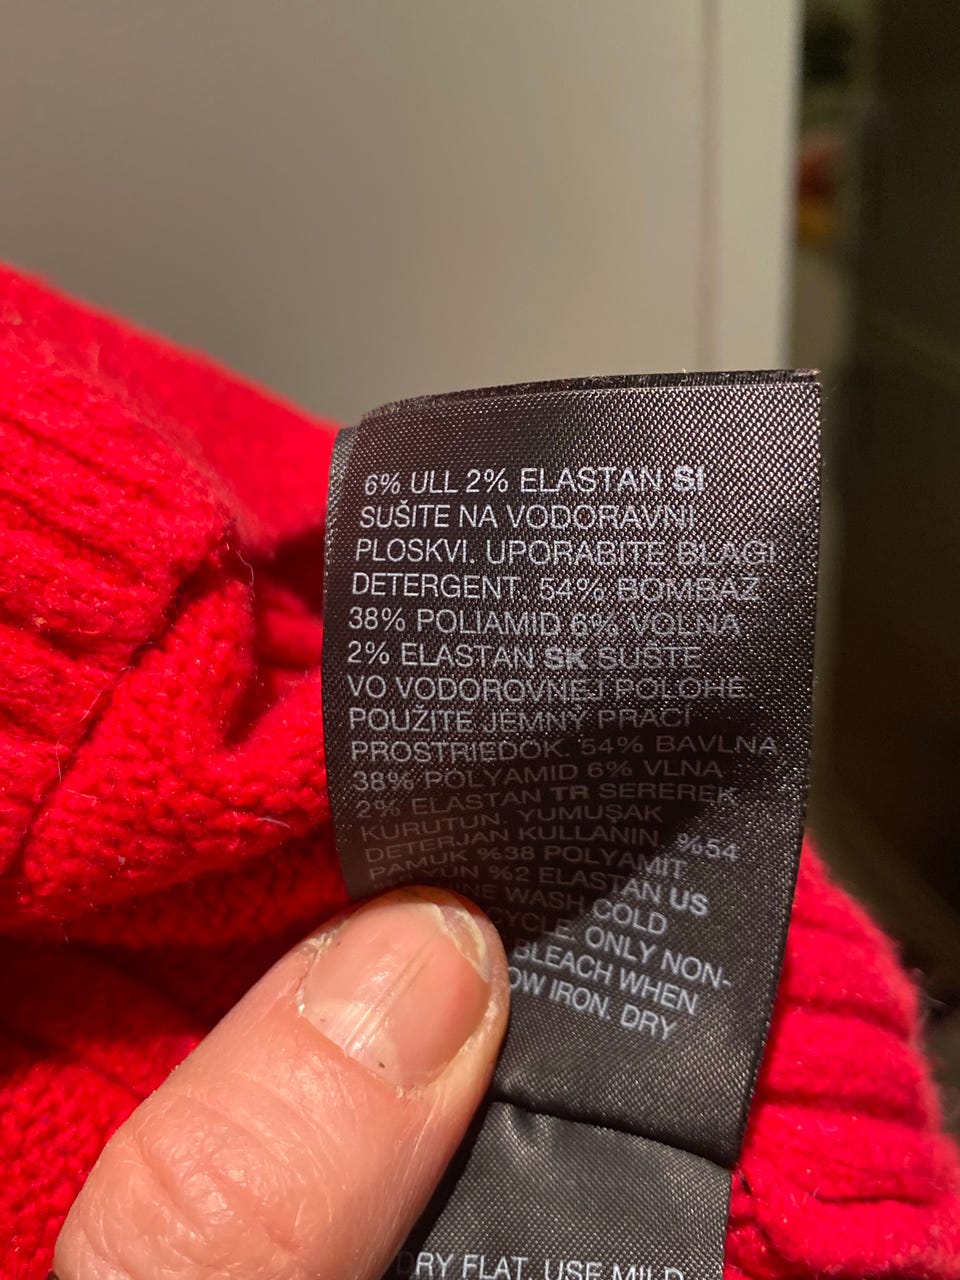 6% ULL 2% ELASTAN SI
SUŠITE NA VODORAVNI
PLOSKVI. UPORABITE BLAGI
DETERGENT 54% BOMBAŽ
38% POLIAMID 6% VOLNA
2% ELASTAN SK SUŠTE
VO VODOROVNEJ POLOHE
POUŽITE JEMNÝ PRACÍ
PROSTRIEDOK. 54% BAVLNA
38% POLYAMID 6% VLNA
2% ELASTAN TR SEREREK
KURUTUN. YUMUŞAK
DETERJAN KULLANIN. %54
PAMUK %38 POLYAMIT
%2 ELASTAN US
WASH COLD
ONLY NON-
BLEACH WHEN
IRON. DRY
DRY FLAT. USE MILD